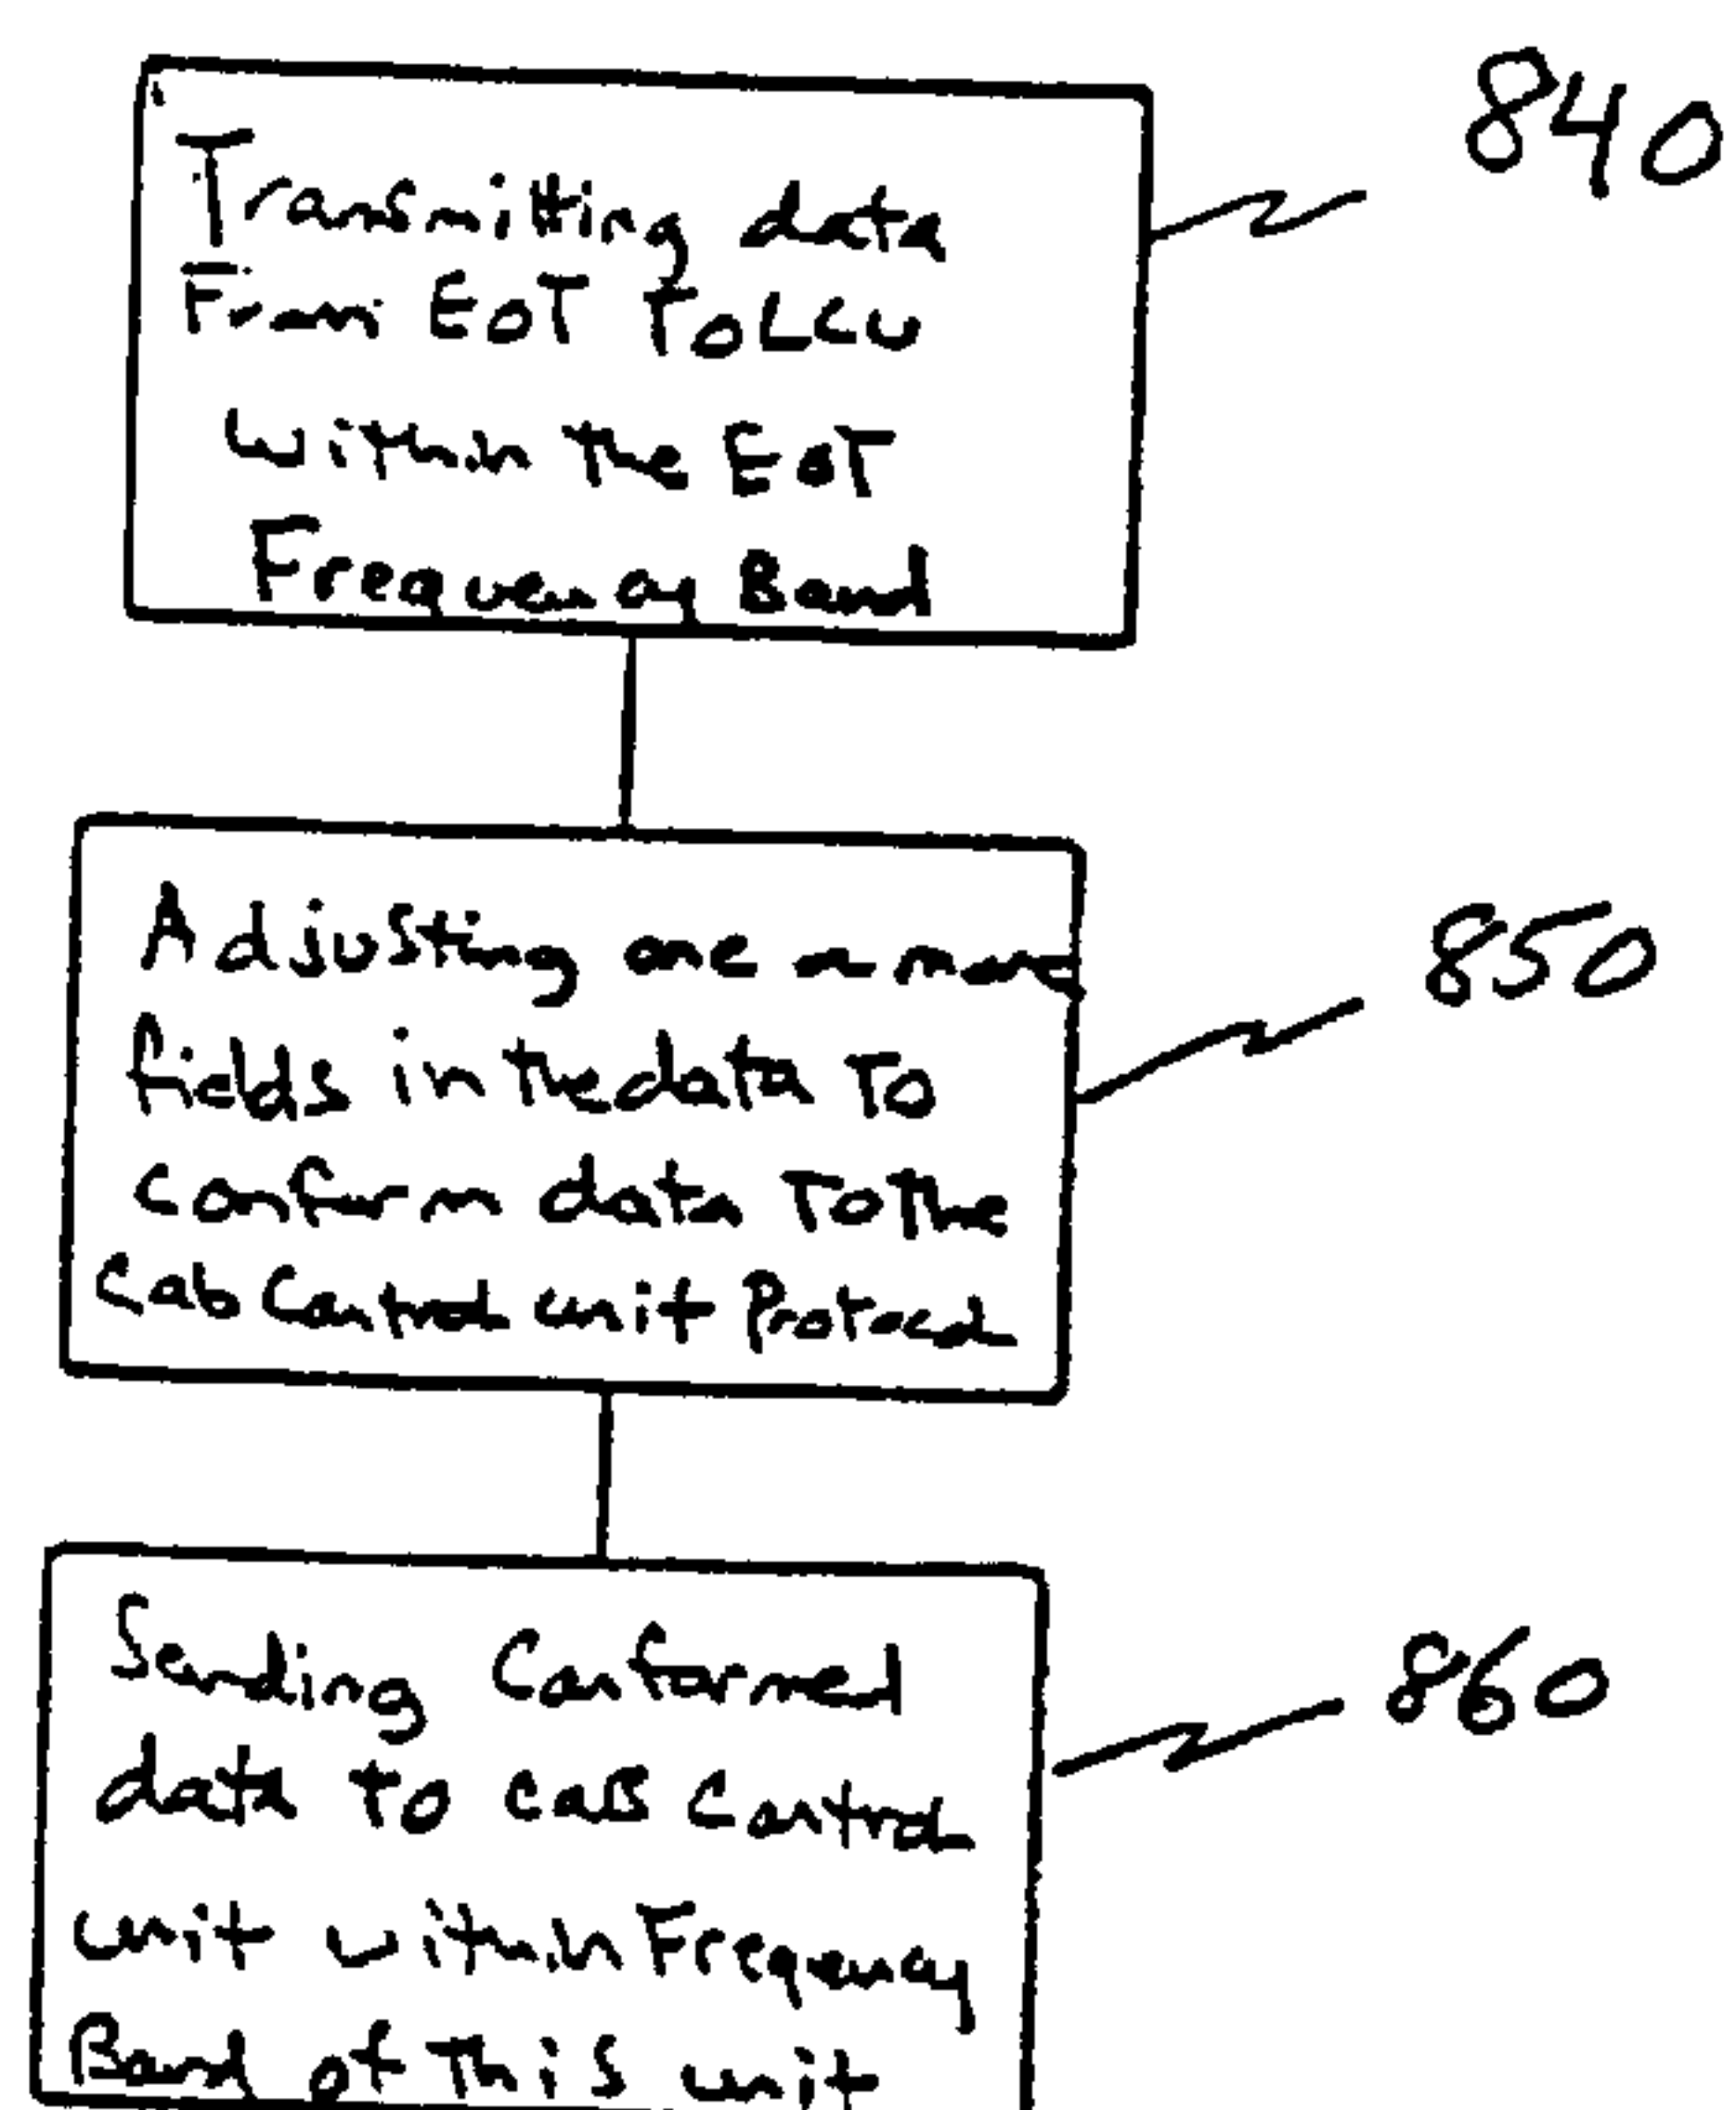 840
Transmitting data
From EOT To LCU
within the EOT
Frequency Band
850
Adjusting one or more
fields in the data To
conform data To the
Cab Control unit Protocol
860
Sending Conformed
data to cab control
unit within Frequency
Band of this unit